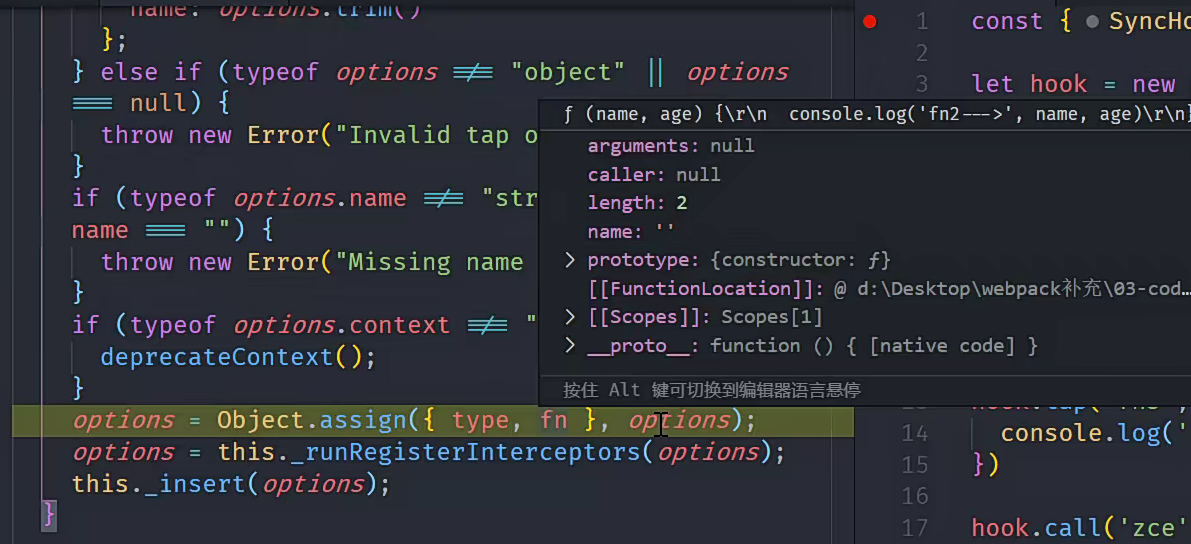 name: options.trim()
};
} else if (typeof options !== "object" || options
=== null) {
throw new Error("Invalid tap o
}
if (typeof options.name !== "str
name === "") {
throw new Error("Missing name
}
if (typeof options.context !== "
deprecateContext();
}
options = Object.assign({ type, fn }, options);
options = this._runRegisterInterceptors(options);
this._insert(options);
}
ƒ (name, age) {\r\n  console.log('fn2--->', name, age)\r\n}
arguments: null
caller: null
length: 2
name: ''
prototype: {constructor: ƒ}
[[FunctionLocation]]: @ d:\Desktop\webpack补充\03-cod…
[[Scopes]]: Scopes[1]
__proto__: function () { [native code] }
按住 Alt 键可切换到编辑器语言悬停
1 const { SyncHo
2
3 let hook = new
14 console.log('
15 })
16
17 hook.call('zce'